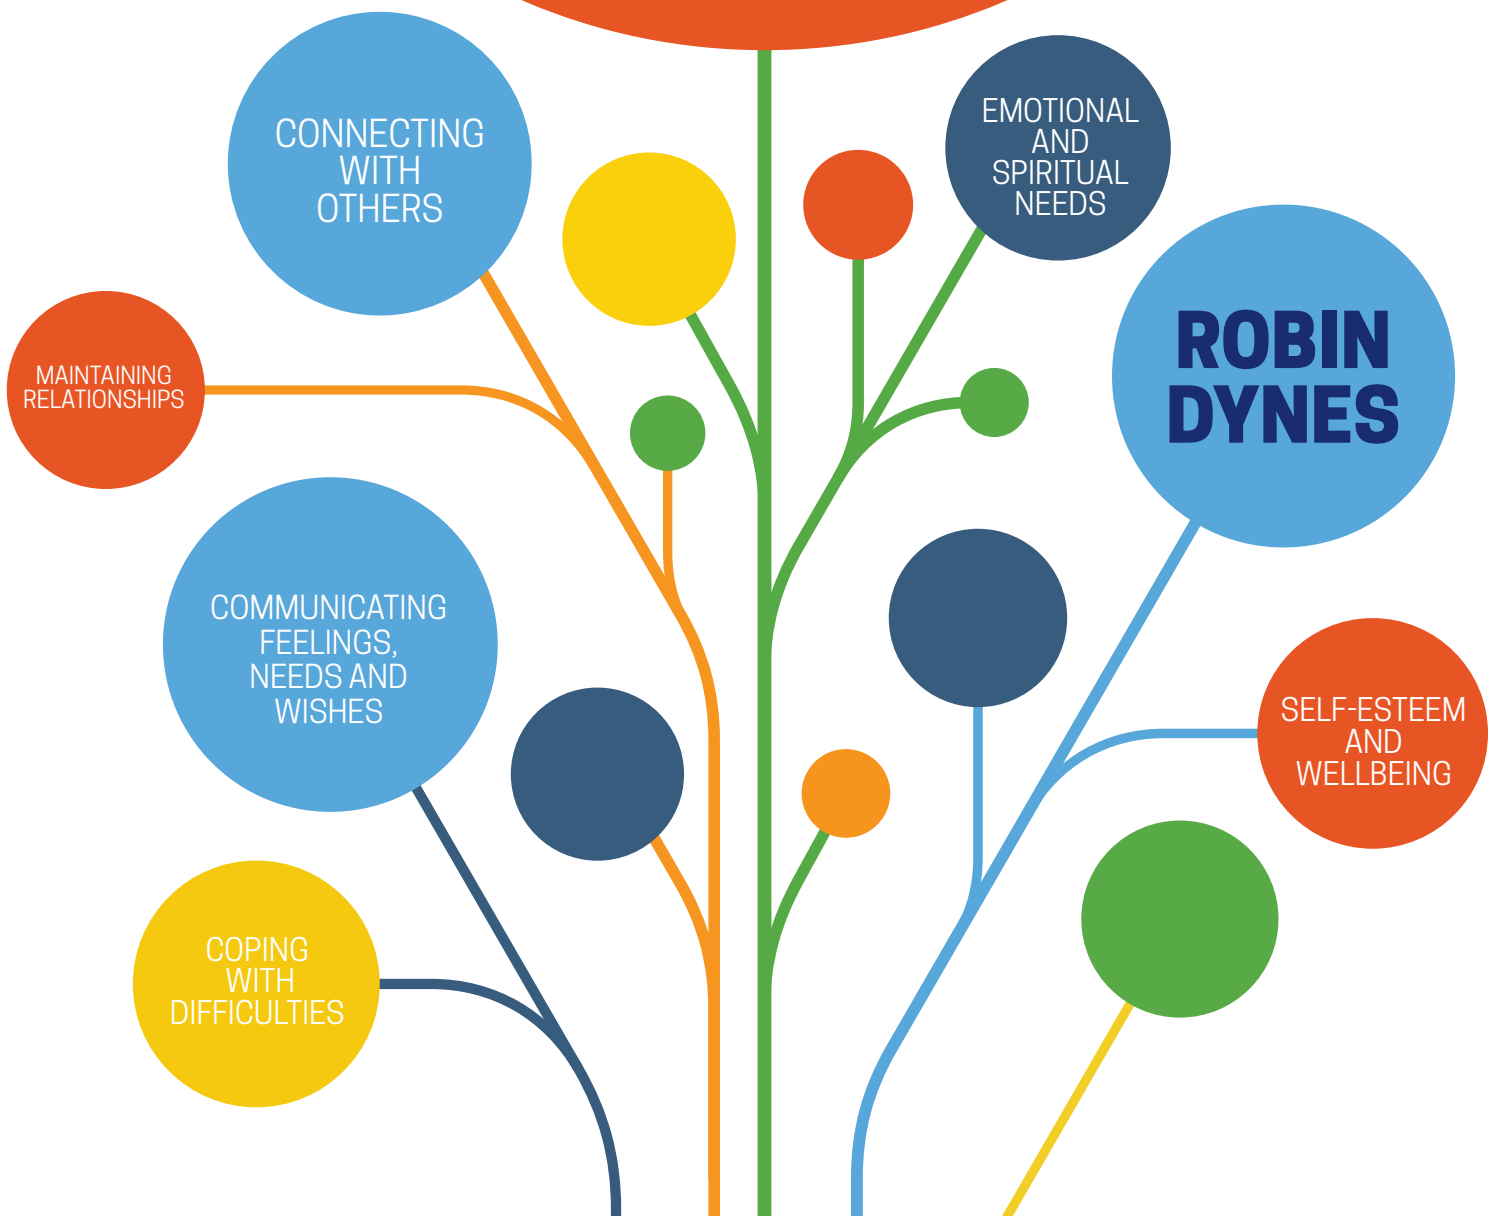 CONNECTING
WITH
OTHERS
EMOTIONAL
AND
SPIRITUAL
NEEDS
ROBIN
DYNES
MAINTAINING
RELATIONSHIPS
COMMUNICATING
FEELINGS,
NEEDS AND
WISHES
SELF-ESTEEM
AND
WELLBEING
COPING
WITH
DIFFICULTIES